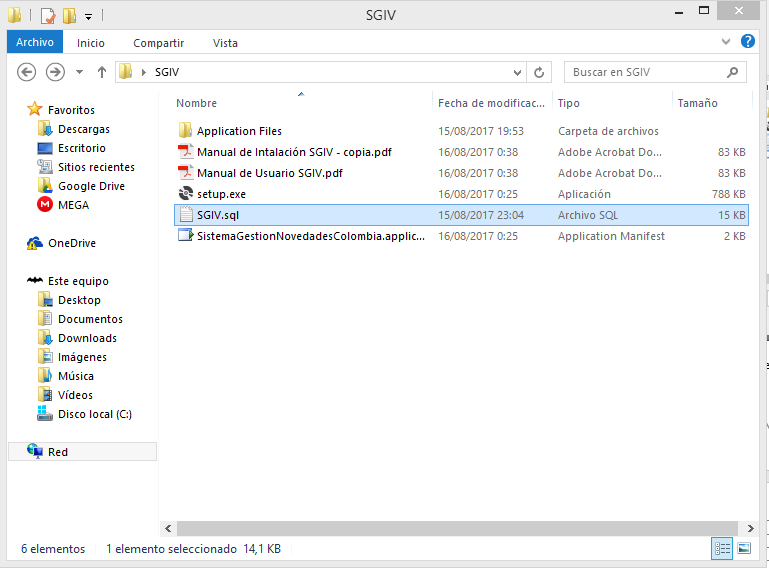 SGIV
Archivo Inicio Compartir Vista
SGIV Buscar en SGIV
Nombre Fecha de modificac... Tipo Tamaño
Favoritos
Descargas
Escritorio
Sitios recientes
Google Drive
MEGA
OneDrive
Este equipo
Desktop
Documentos
Downloads
Imágenes
Música
Vídeos
Disco local (C:)
Red
Application Files 15/08/2017 19:53 Carpeta de archivos
Manual de Intalación SGIV - copia.pdf 16/08/2017 0:38 Adobe Acrobat Do... 83 KB
Manual de Usuario SGIV.pdf 16/08/2017 0:38 Adobe Acrobat Do... 83 KB
setup.exe 16/08/2017 0:25 Aplicación 788 KB
SGIV.sql 15/08/2017 23:04 Archivo SQL 15 KB
SistemaGestionNovedadesColombia.applic... 16/08/2017 0:25 Application Manifest 2 KB
6 elementos 1 elemento seleccionado 14,1 KB